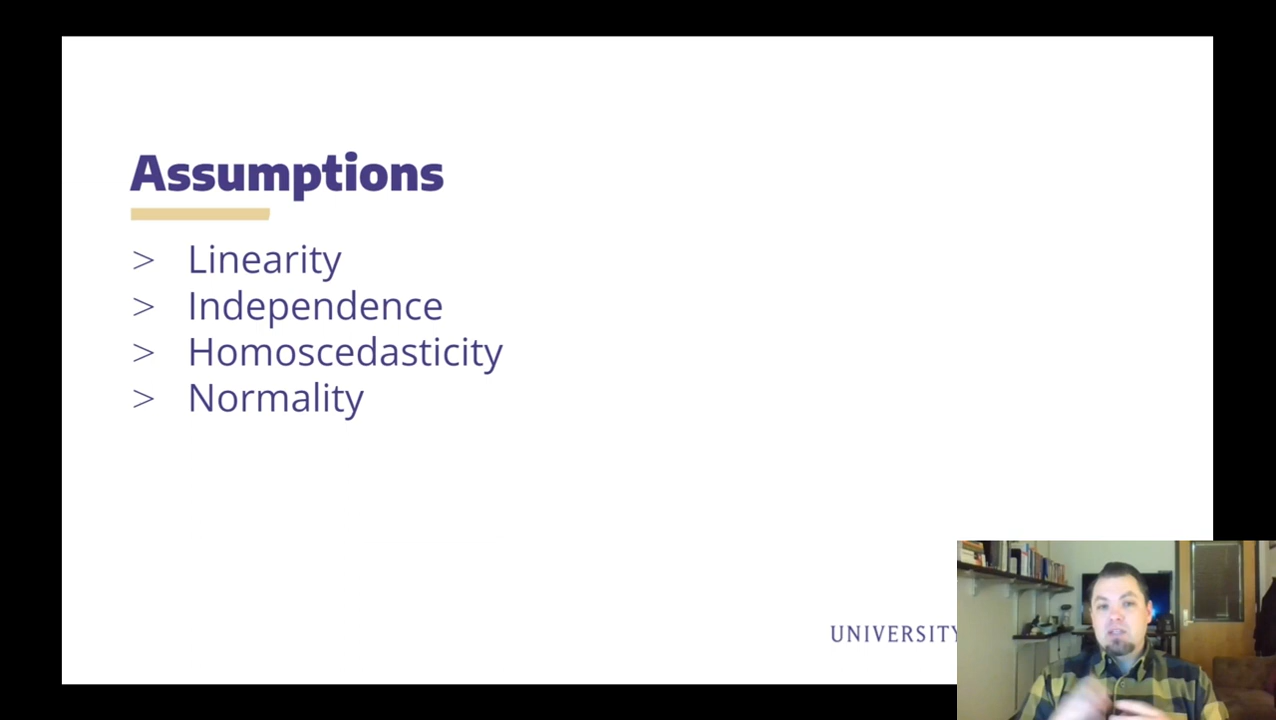 Assumptions
> Linearity
> Independence
> Homoscedasticity
> Normality
UNIVERSITY